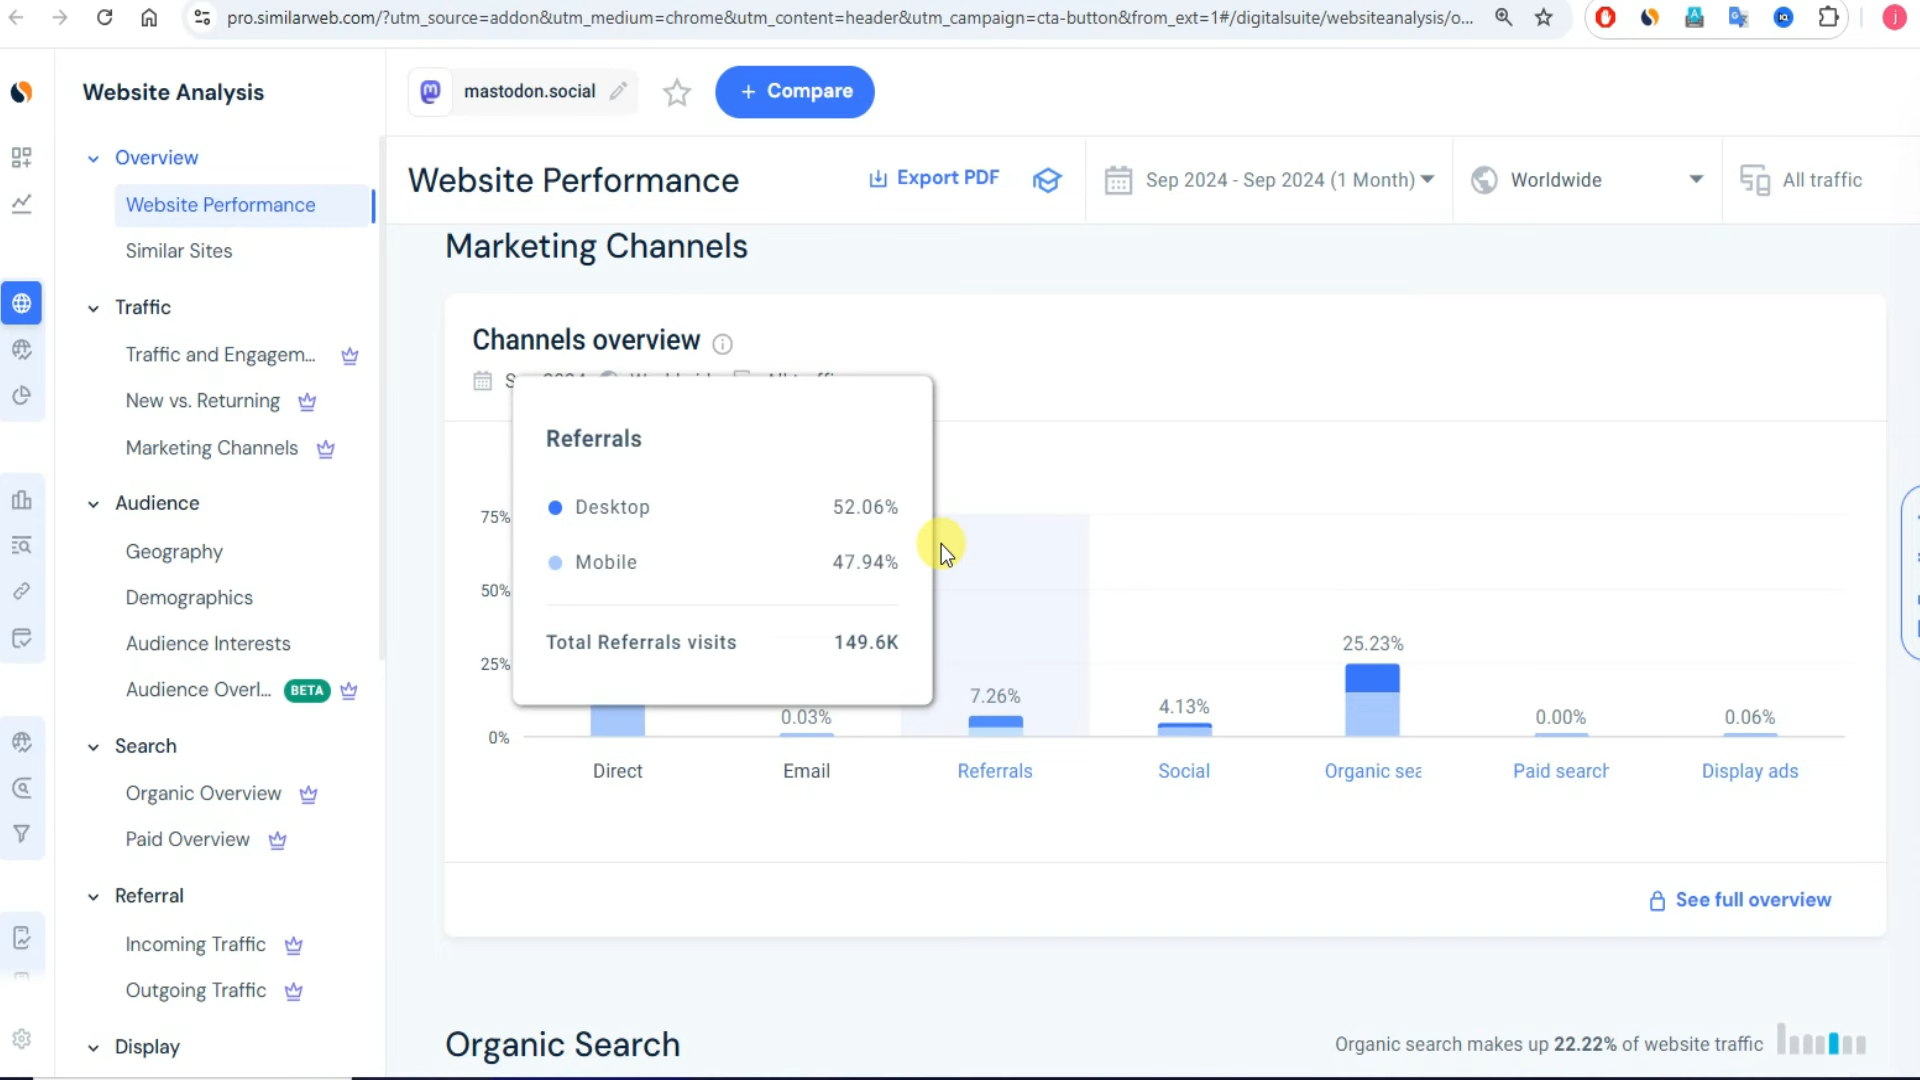 pro.similarweb.com/?utm_source=addon&utm_medium=chrome&utm_content=header&utm_campaign=cta-button&from_ext=1#/digitalsuite/websiteanalysis/o...
j
Website Analysis
mastodon.social
+ Compare
Overview
Website Performance
Similar Sites
Traffic
Traffic and Engagem...
New vs. Returning
Marketing Channels
Audience
Geography
Demographics
Audience Interests
Audience Overl... BETA
Search
Organic Overview
Paid Overview
Referral
Incoming Traffic
Outgoing Traffic
Display
Website Performance
Export PDF
Sep 2024 - Sep 2024 (1 Month)
Worldwide
All traffic
Marketing Channels
Channels overview
Referrals
Desktop 52.06%
Mobile 47.94%
Total Referrals visits 149.6K
75%
50%
25%
0%
0.03%
7.26%
4.13%
25.23%
0.00%
0.06%
Direct
Email
Referrals
Social
Organic sea
Paid search
Display ads
See full overview
Organic Search
Organic search makes up 22.22% of website traffic